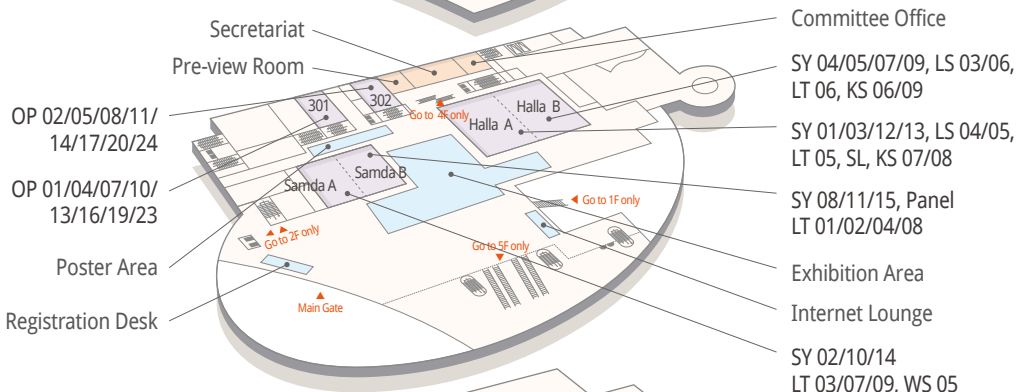 Secretariat
Pre-view Room
OP 02/05/08/11/
14/17/20/24
OP 01/04/07/10/
13/16/19/23
Poster Area
Registration Desk
301
302
Go to 4F only
Halla A
Halla B
Samda A
Samda B
Go to 1F only
Go to 2F only
Go to 5F only
Main Gate
Committee Office
SY 04/05/07/09, LS 03/06,
LT 06, KS 06/09
SY 01/03/12/13, LS 04/05,
LT 05, SL, KS 07/08
SY 08/11/15, Panel
LT 01/02/04/08
Exhibition Area
Internet Lounge
SY 02/10/14
LT 03/07/09, WS 05